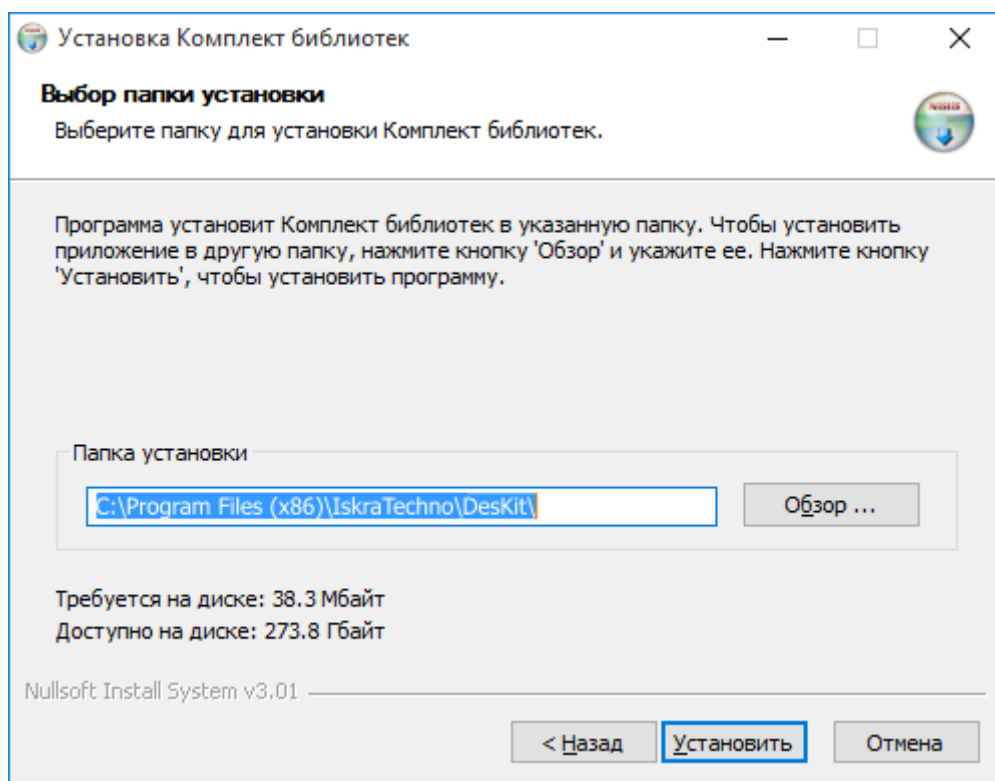 Установка Комплект библиотек
Выбор папки установки
Выберите папку для установки Комплект библиотек.
NSIS
Программа установит Комплект библиотек в указанную папку. Чтобы установить
приложение в другую папку, нажмите кнопку 'Обзор' и укажите ее. Нажмите кнопку
'Установить', чтобы установить программу.
Папка установки
C:\Program Files (x86)\IskraTechno\DesKit\
Обзор ...
Требуется на диске: 38.3 Мбайт
Доступно на диске: 273.8 Гбайт
Nullsoft Install System v3.01
< Назад
Установить
Отмена